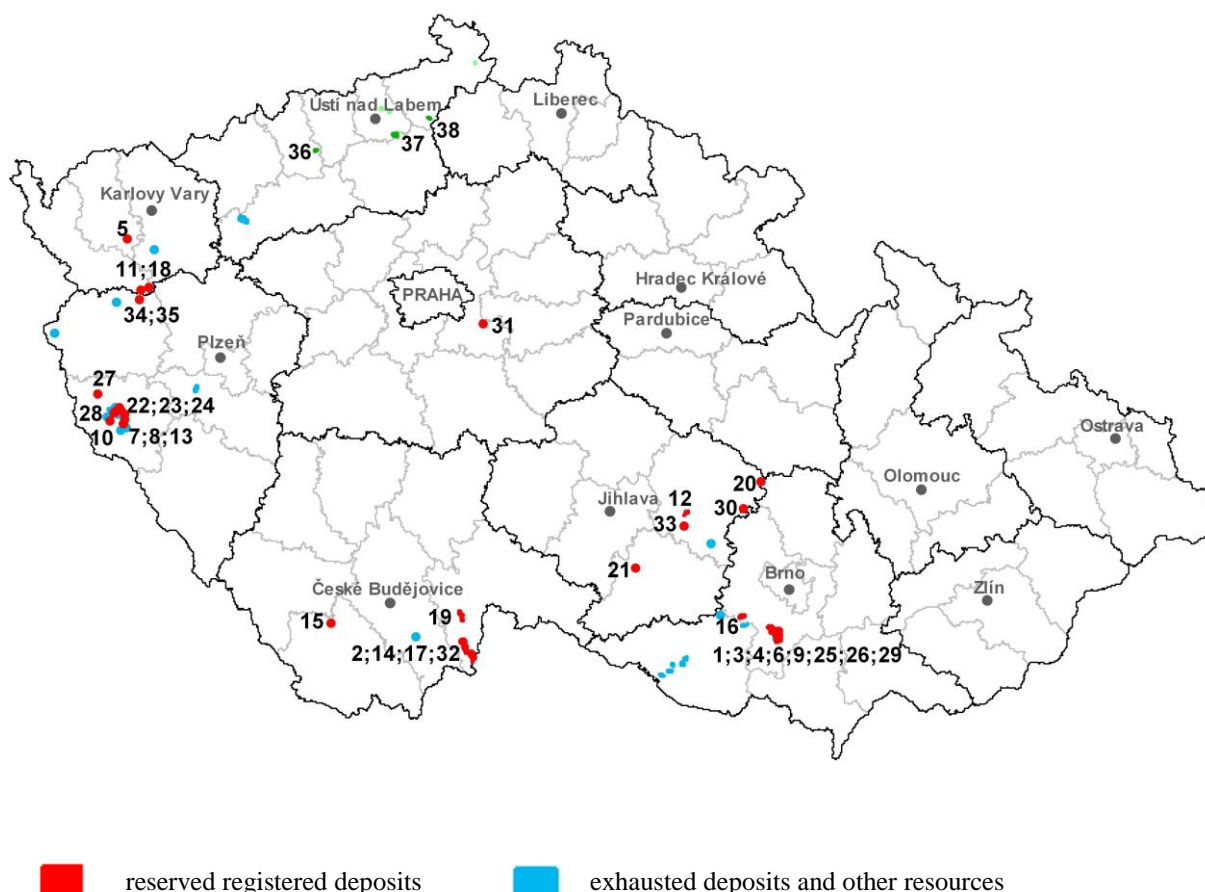 Ústí nad Labem
Liberec
38
37
36
Karlovy Vary
5
11;18
Hradec Králové
PRAHA
34;35
Pardubice
31
Plzeň
27
22;23;24
28
10
7;8;13
Ostrava
Olomouc
20
12
Jihlava
30
33
21
Brno
České Budějovice
Zlín
19
15
16
2;14;17;32
1;3;4;6;9;25;26;29
reserved registered deposits
exhausted deposits and other resources